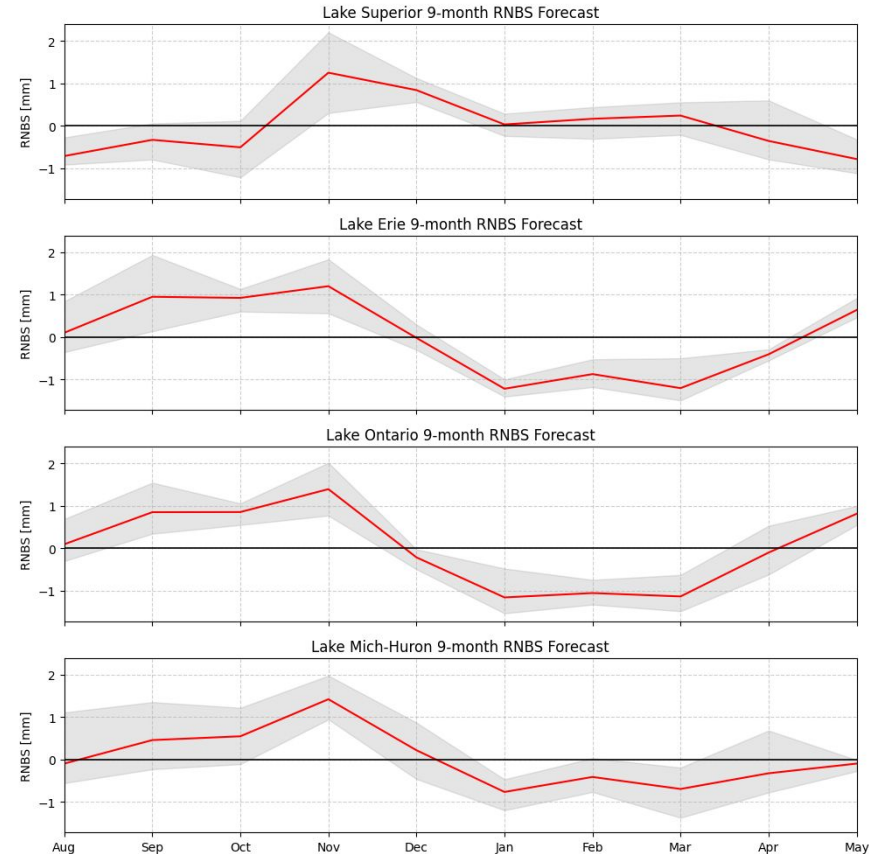 Lake Superior 9-month RNBS Forecast
2
1
0
−1
RNBS [mm]
Lake Erie 9-month RNBS Forecast
2
1
0
−1
RNBS [mm]
Lake Ontario 9-month RNBS Forecast
2
1
0
−1
RNBS [mm]
Lake Mich-Huron 9-month RNBS Forecast
2
1
0
−1
RNBS [mm]
Aug Sep Oct Nov Dec Jan Feb Mar Apr May